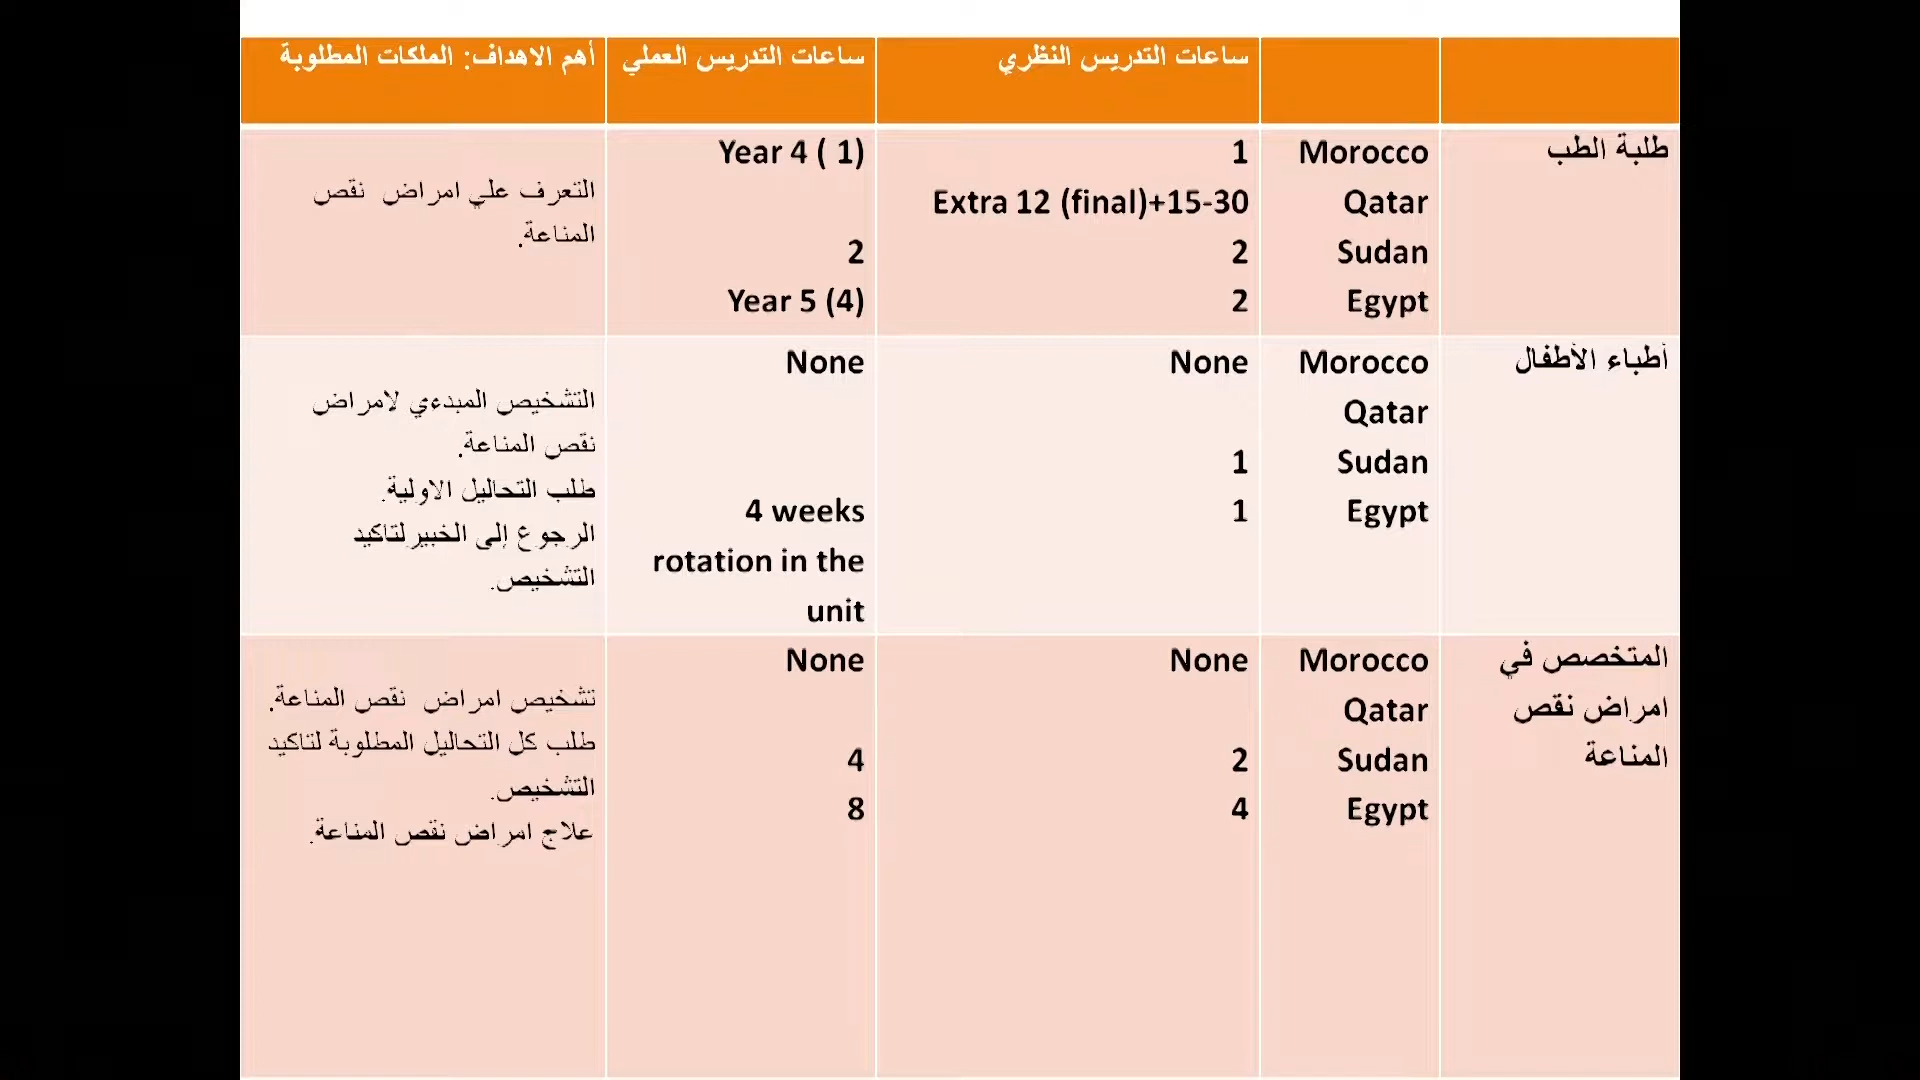 ساعات التدريس النظري
ساعات التدريس العملي
أهم الاهداف: الملكات المطلوبة
طلبة الطب
Morocco
Qatar
Sudan
Egypt
1
Extra 12 (final)+15-30
2
2
Year 4 ( 1)
2
Year 5 (4)
التعرف علي امراض نقص
المناعة.
أطباء الأطفال
Morocco
Qatar
Sudan
Egypt
None
1
1
None
4 weeks
rotation in the
unit
التشخيص المبدءي لامراض
نقص المناعة.
طلب التحاليل الاولية.
الرجوع إلى الخبير لتاكيد
التشخيص.
المتخصص في
امراض نقص
المناعة
Morocco
Qatar
Sudan
Egypt
None
2
4
None
4
8
تشخيص امراض نقص المناعة.
طلب كل التحاليل المطلوبة لتاكيد
التشخيص.
علاج امراض نقص المناعة.